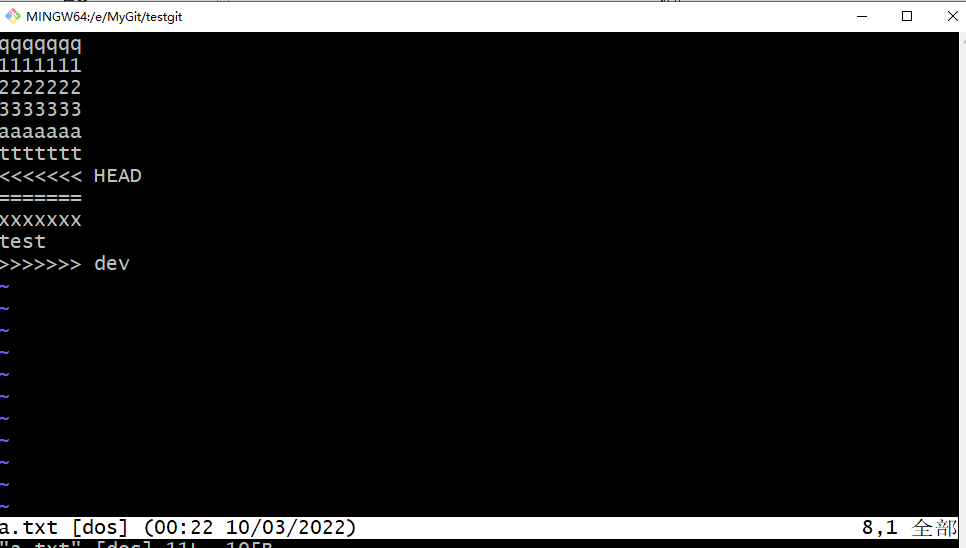 MINGW64:/e/MyGit/testgit
qqqqqqq
1111111
2222222
3333333
aaaaaaa
ttttttt
<<<<<<< HEAD
=======
xxxxxxx
test
>>>>>>> dev
~
~
~
~
~
~
~
~
~
~
~
a.txt [dos] (00:22 10/03/2022) 8,1 全部
"a.txt" [dos] 11L, 105B